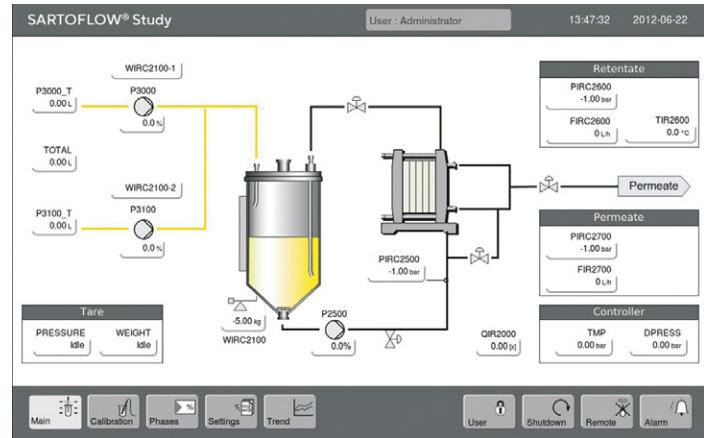 SARTOFLOW® Study
User : Administrator
13:47:32
2012-06-22
WIRC2100-1
P3000_T
0.00 L
P3000
0.0 %
TOTAL
0.00 L
WIRC2100-2
P3100_T
0.00 L
P3100
0.0 %
Retentate
PIRC2600
-1.00 bar
FIRC2600
0 L/h
TIR2600
0.0 °C
Permeate
Permeate
PIRC2700
-1.00 bar
FIR2700
0 L/h
PIRC2500
-1.00 bar
Tare
PRESSURE
Idle
WEIGHT
Idle
-5.00 kg
WIRC2100
P2500
0.0%
QIR2000
0.00 [x]
Controller
TMP
0.00 bar
DPRESS
0.00 bar
Main
Calibration
%
Phases
Settings
Trend
User
Shutdown
Remote
Alarm